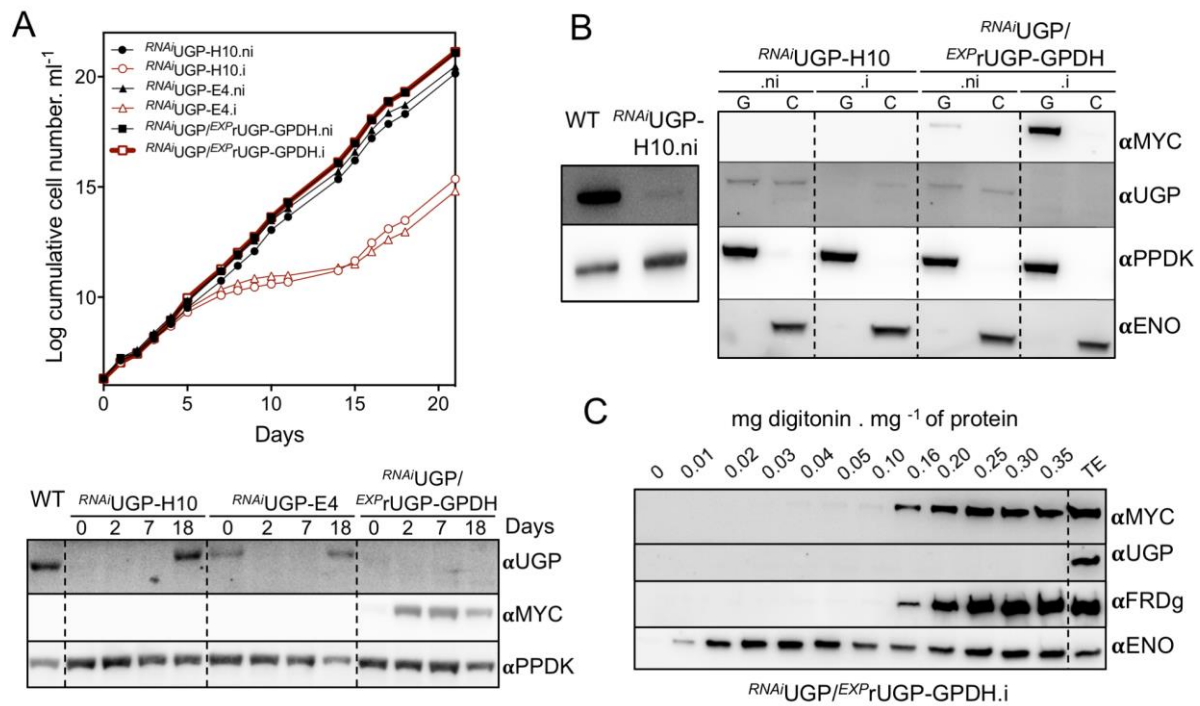 A
Log cumulative cell number. ml-1
20
15
10
0 5 10 15 20
Days
RNAiUGP-H10.ni
RNAiUGP-H10.i
RNAiUGP-E4.ni
RNAiUGP-E4.i
RNAiUGP/EXPrUGP-GPDH.ni
RNAiUGP/EXPrUGP-GPDH.i
WT RNAiUGP-H10 RNAiUGP-E4 RNAiUGP/
EXPrUGP-GPDH
0 2 7 18 0 2 7 18 0 2 7 18 Days
αUGP
αMYC
αPPDK
B
WT RNAiUGP-
H10.ni
RNAiUGP-H10 RNAiUGP/
EXPrUGP-GPDH
.ni .i .ni .i
G C G C G C G C
αMYC
αUGP
αPPDK
αENO
C
mg digitonin . mg -1 of protein
0 0.01 0.02 0.03 0.04 0.05 0.10 0.16 0.20 0.25 0.30 0.35 TE
αMYC
αUGP
αFRDg
αENO
RNAiUGP/EXPrUGP-GPDH.i